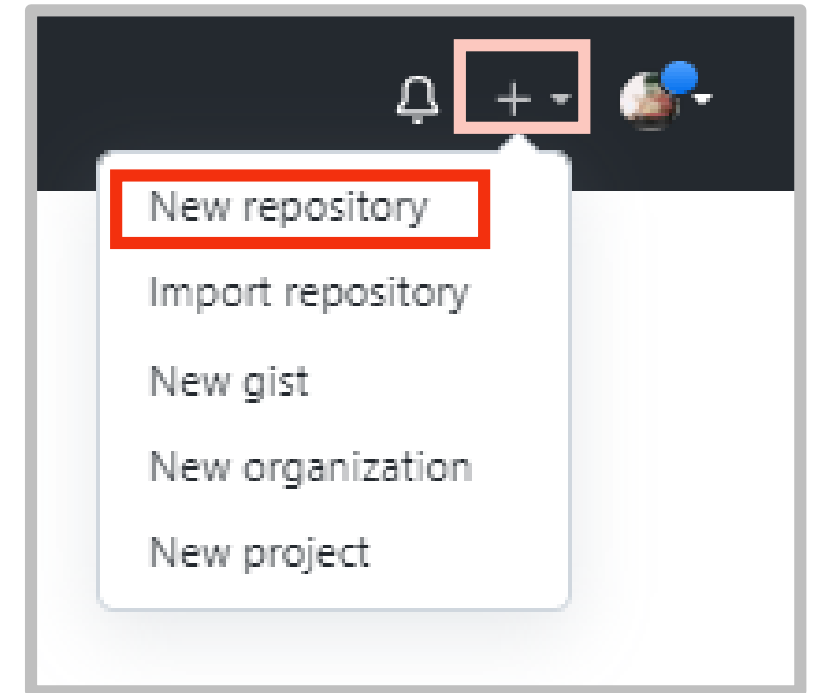 New repository
Import repository
New gist
New organization
New project